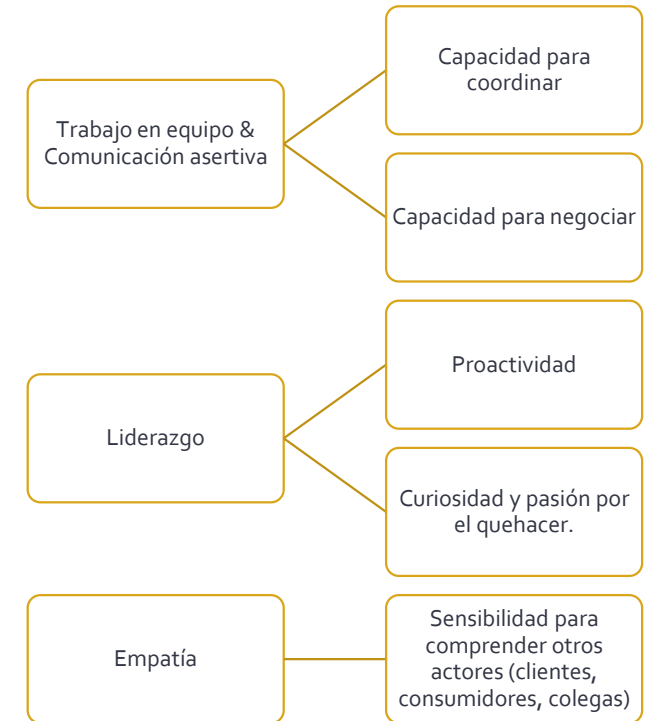 Trabajo en equipo &
Comunicación asertiva
Capacidad para
coordinar
Capacidad para negociar
Liderazgo
Proactividad
Curiosidad y pasión por
el quehacer.
Empatía
Sensibilidad para
comprender otros
actores (clientes,
consumidores, colegas)